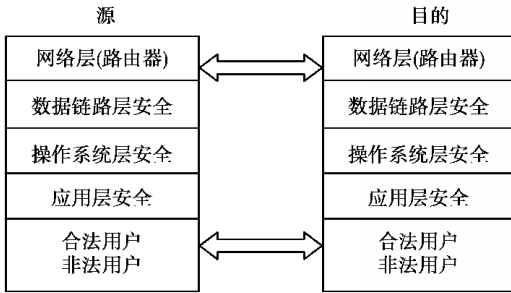 源
目的
网络层(路由器)
网络层(路由器)
数据链路层安全
数据链路层安全
操作系统层安全
操作系统层安全
应用层安全
应用层安全
合法用户
非法用户
合法用户
非法用户